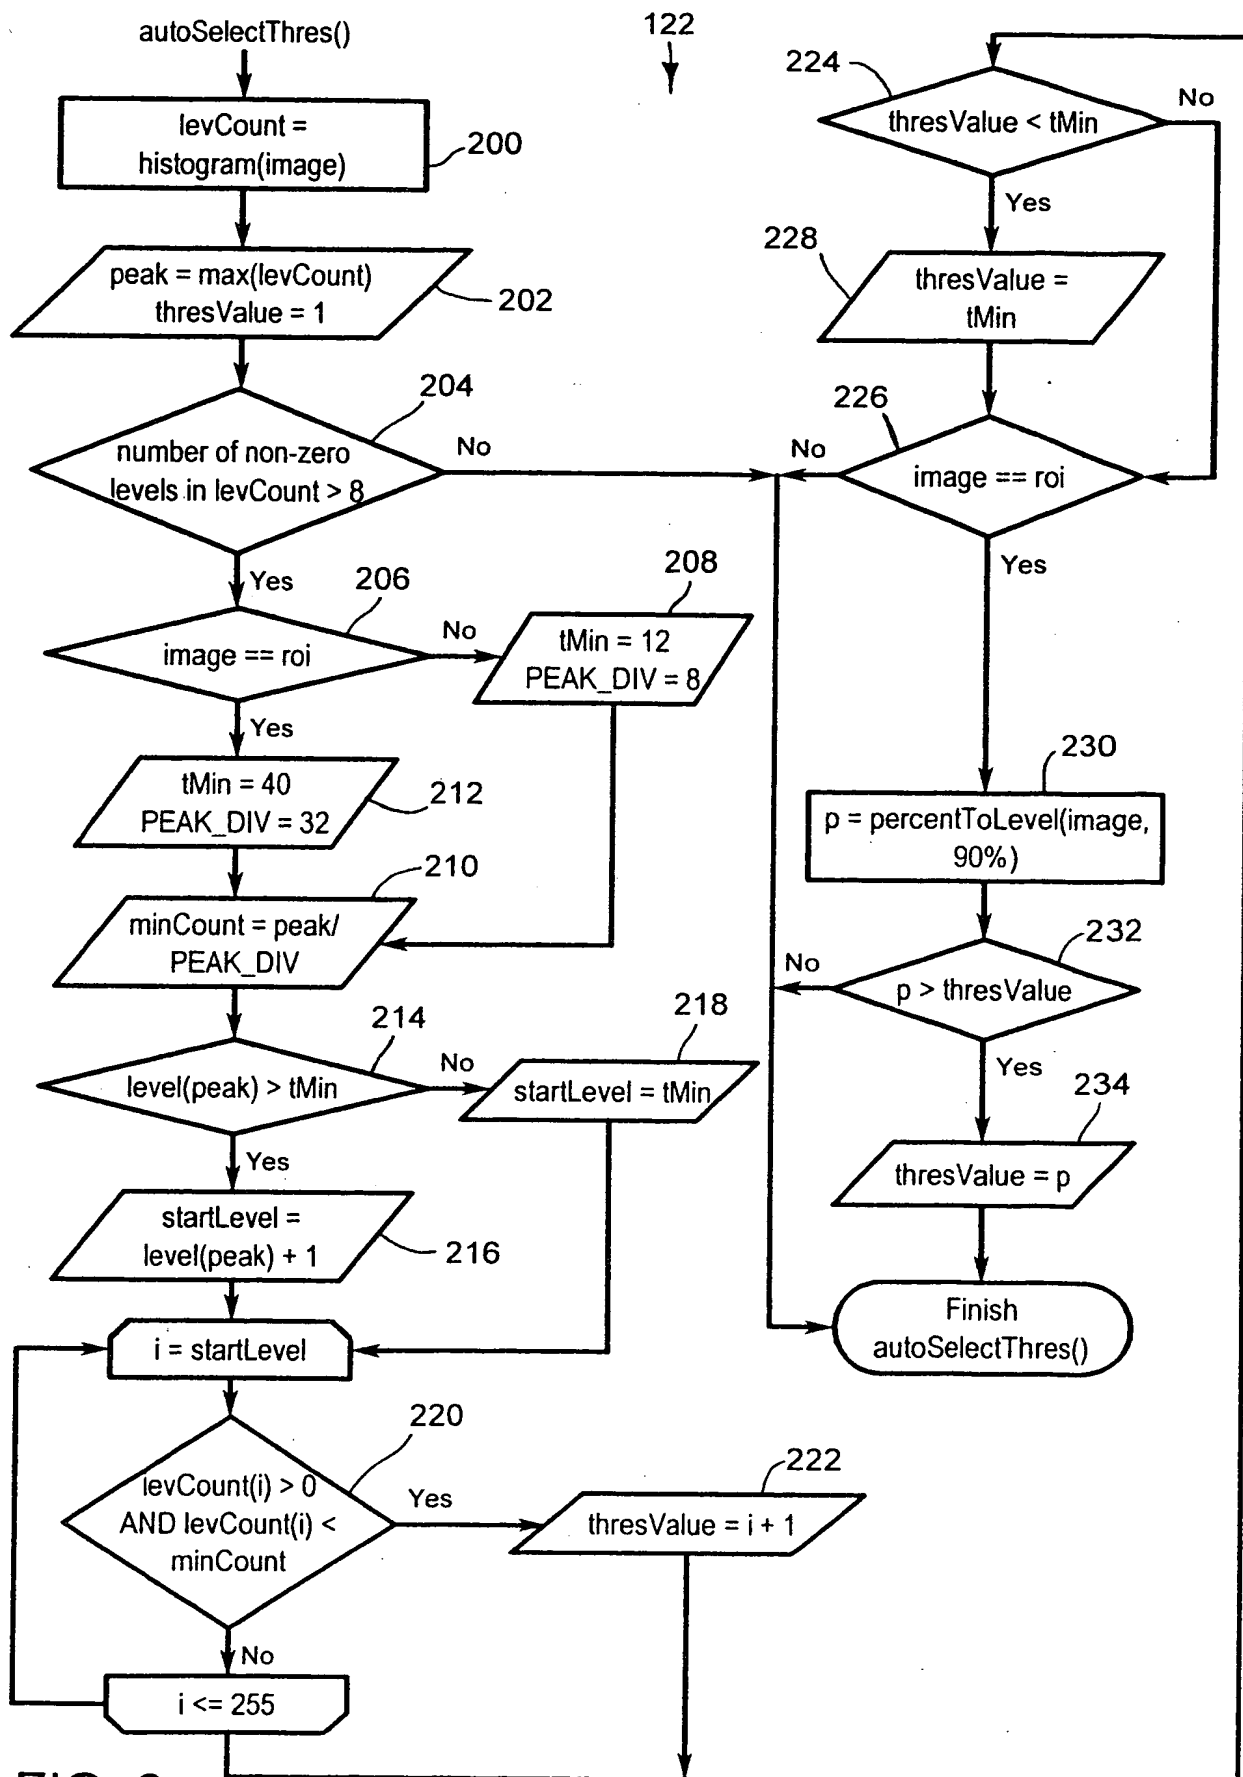 autoSelectThres()
levCount =
histogram(image)
200
peak = max(levCount)
thresValue = 1
202
204
number of non-zero
levels in levCount > 8
No
Yes
206
image == roi
No
208
tMin = 12
PEAK_DIV = 8
Yes
tMin = 40
PEAK_DIV = 32
212
210
minCount = peak/
PEAK_DIV
214
level(peak) > tMin
No
218
startLevel = tMin
Yes
startLevel =
level(peak) + 1
216
i = startLevel
220
levCount(i) > 0
AND levCount(i) <
minCount
Yes
222
thresValue = i + 1
No
i <= 255
122
224
thresValue < tMin
No
Yes
228
thresValue =
tMin
226
image == roi
No
Yes
230
p = percentToLevel(image,
90%)
232
p > thresValue
No
Yes
234
thresValue = p
Finish
autoSelectThres()